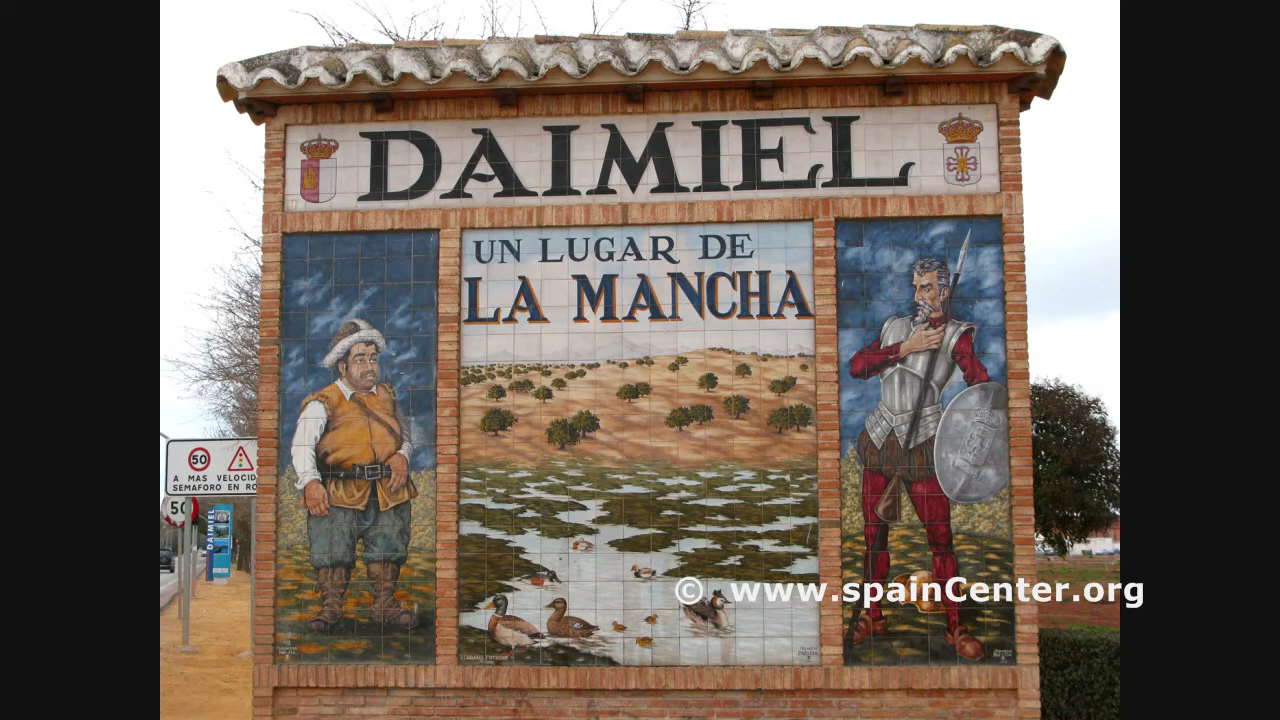 DAIMIEL
UN LUGAR DE
LA MANCHA
50
A MAS VELOCID
SEMAFORO EN RO
50
DAIMIEL
© www.spainCenter.org